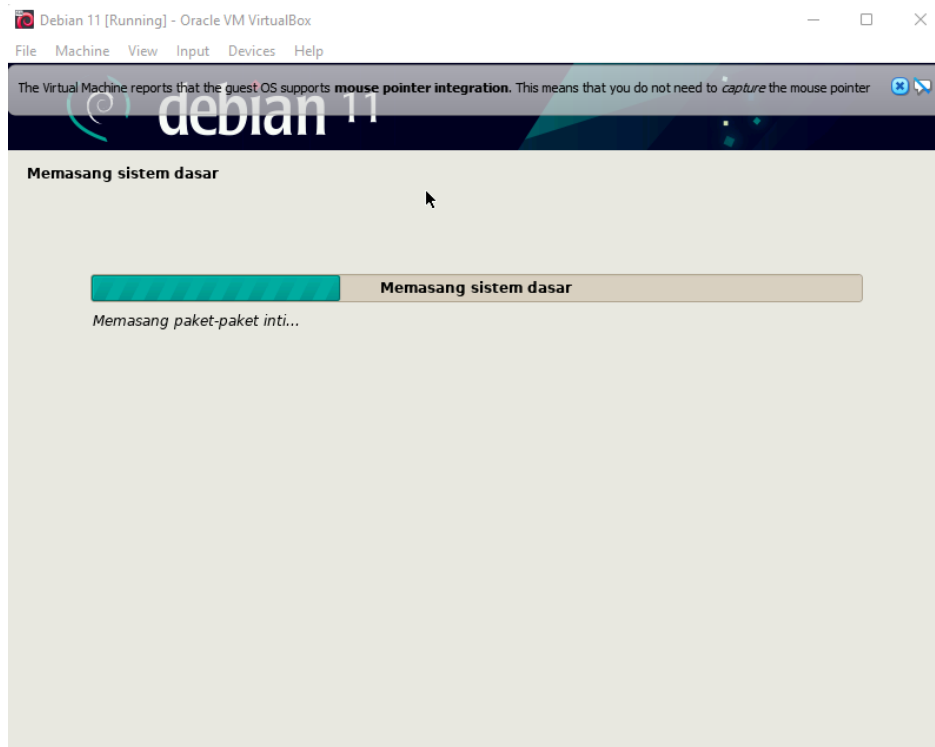 Debian 11 [Running] - Oracle VM VirtualBox
File Machine View Input Devices Help
The Virtual Machine reports that the guest OS supports mouse pointer integration. This means that you do not need to capture the mouse pointer
debian 11
Memasang sistem dasar
Memasang sistem dasar
Memasang paket-paket inti...